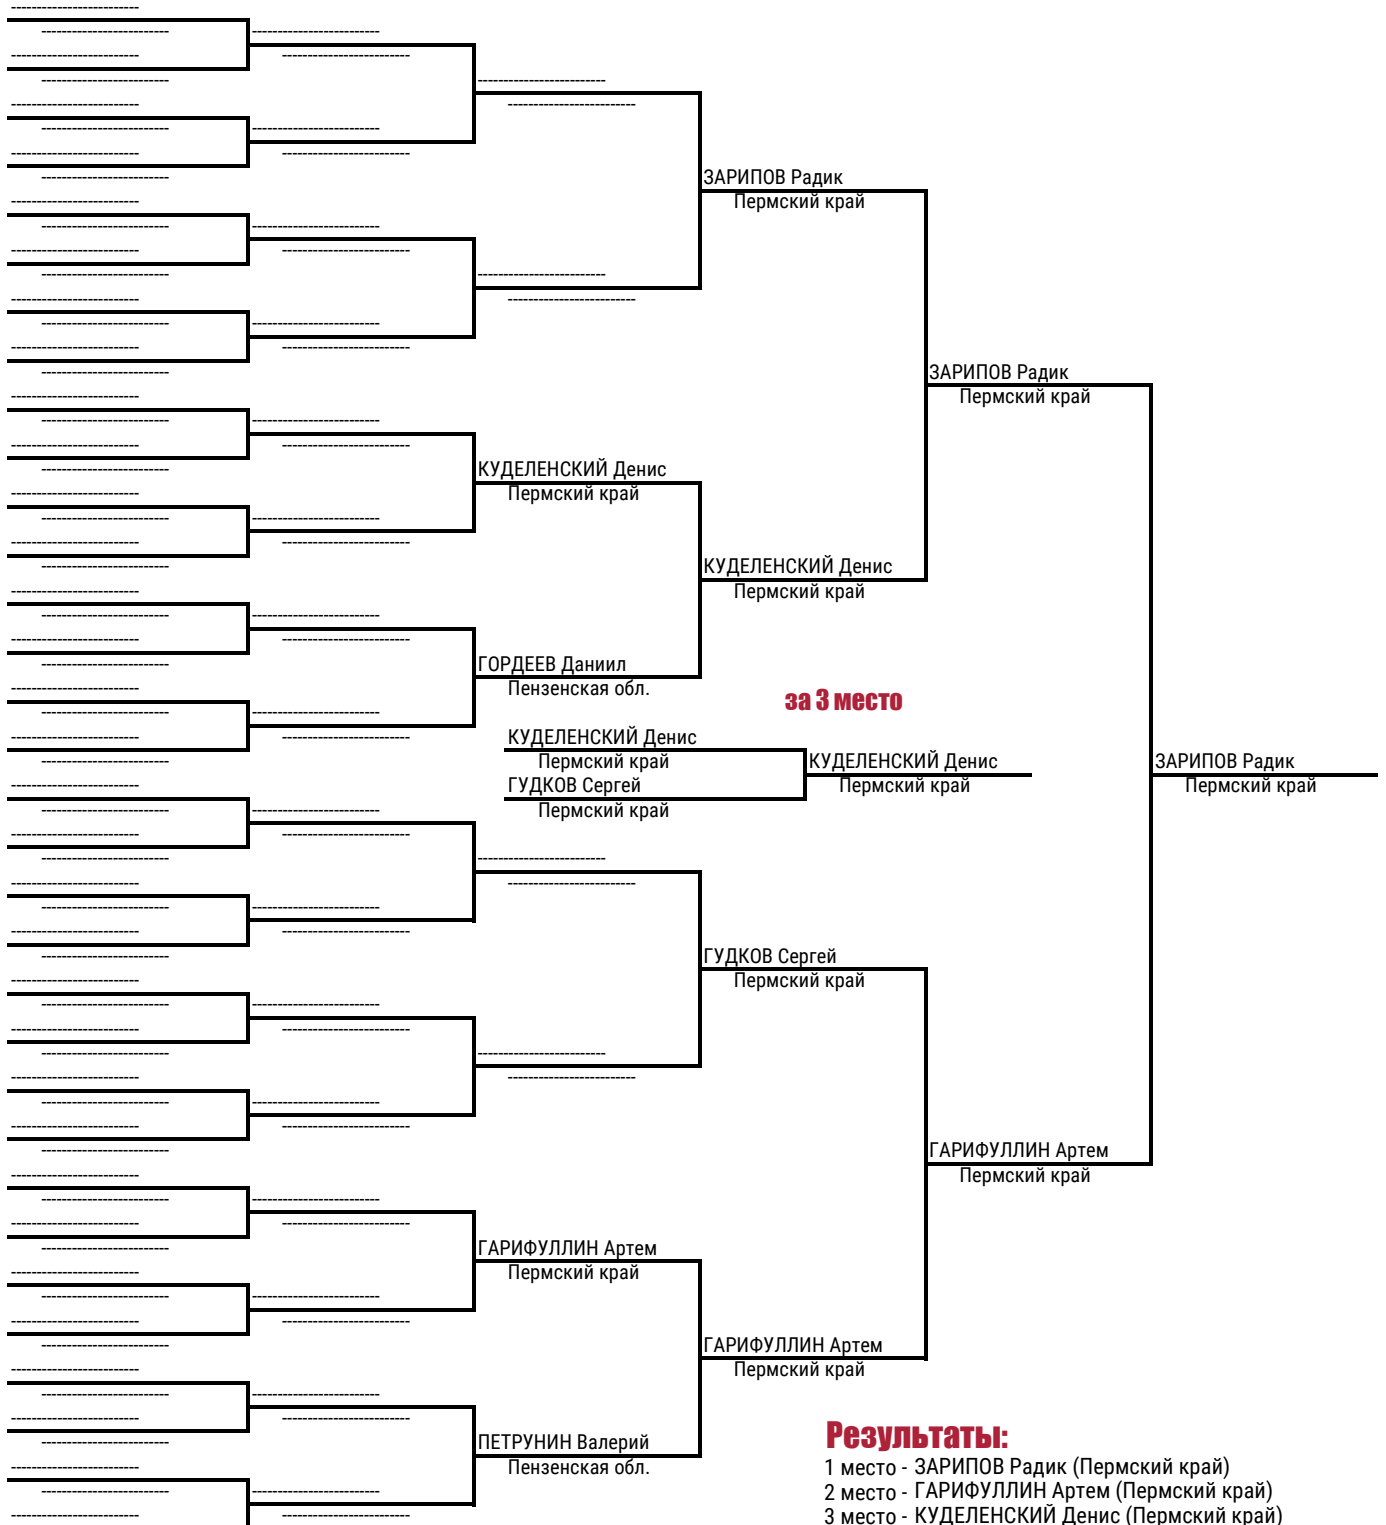 ЗАРИПОВ Радик
Пермский край
ЗАРИПОВ Радик
Пермский край
КУДЕЛЕНСКИЙ Денис
Пермский край
КУДЕЛЕНСКИЙ Денис
Пермский край
ГОРДЕЕВ Даниил
Пензенская обл.
за 3 место
КУДЕЛЕНСКИЙ Денис
Пермский край
КУДЕЛЕНСКИЙ Денис
Пермский край
ГУДКОВ Сергей
Пермский край
ЗАРИПОВ Радик
Пермский край
ГУДКОВ Сергей
Пермский край
ГАРИФУЛЛИН Артем
Пермский край
ГАРИФУЛЛИН Артем
Пермский край
ГАРИФУЛЛИН Артем
Пермский край
ПЕТРУНИН Валерий
Пензенская обл.
Результаты:
1 место - ЗАРИПОВ Радик (Пермский край)
2 место - ГАРИФУЛЛИН Артем (Пермский край)
3 место - КУДЕЛЕНСКИЙ Денис (Пермский край)